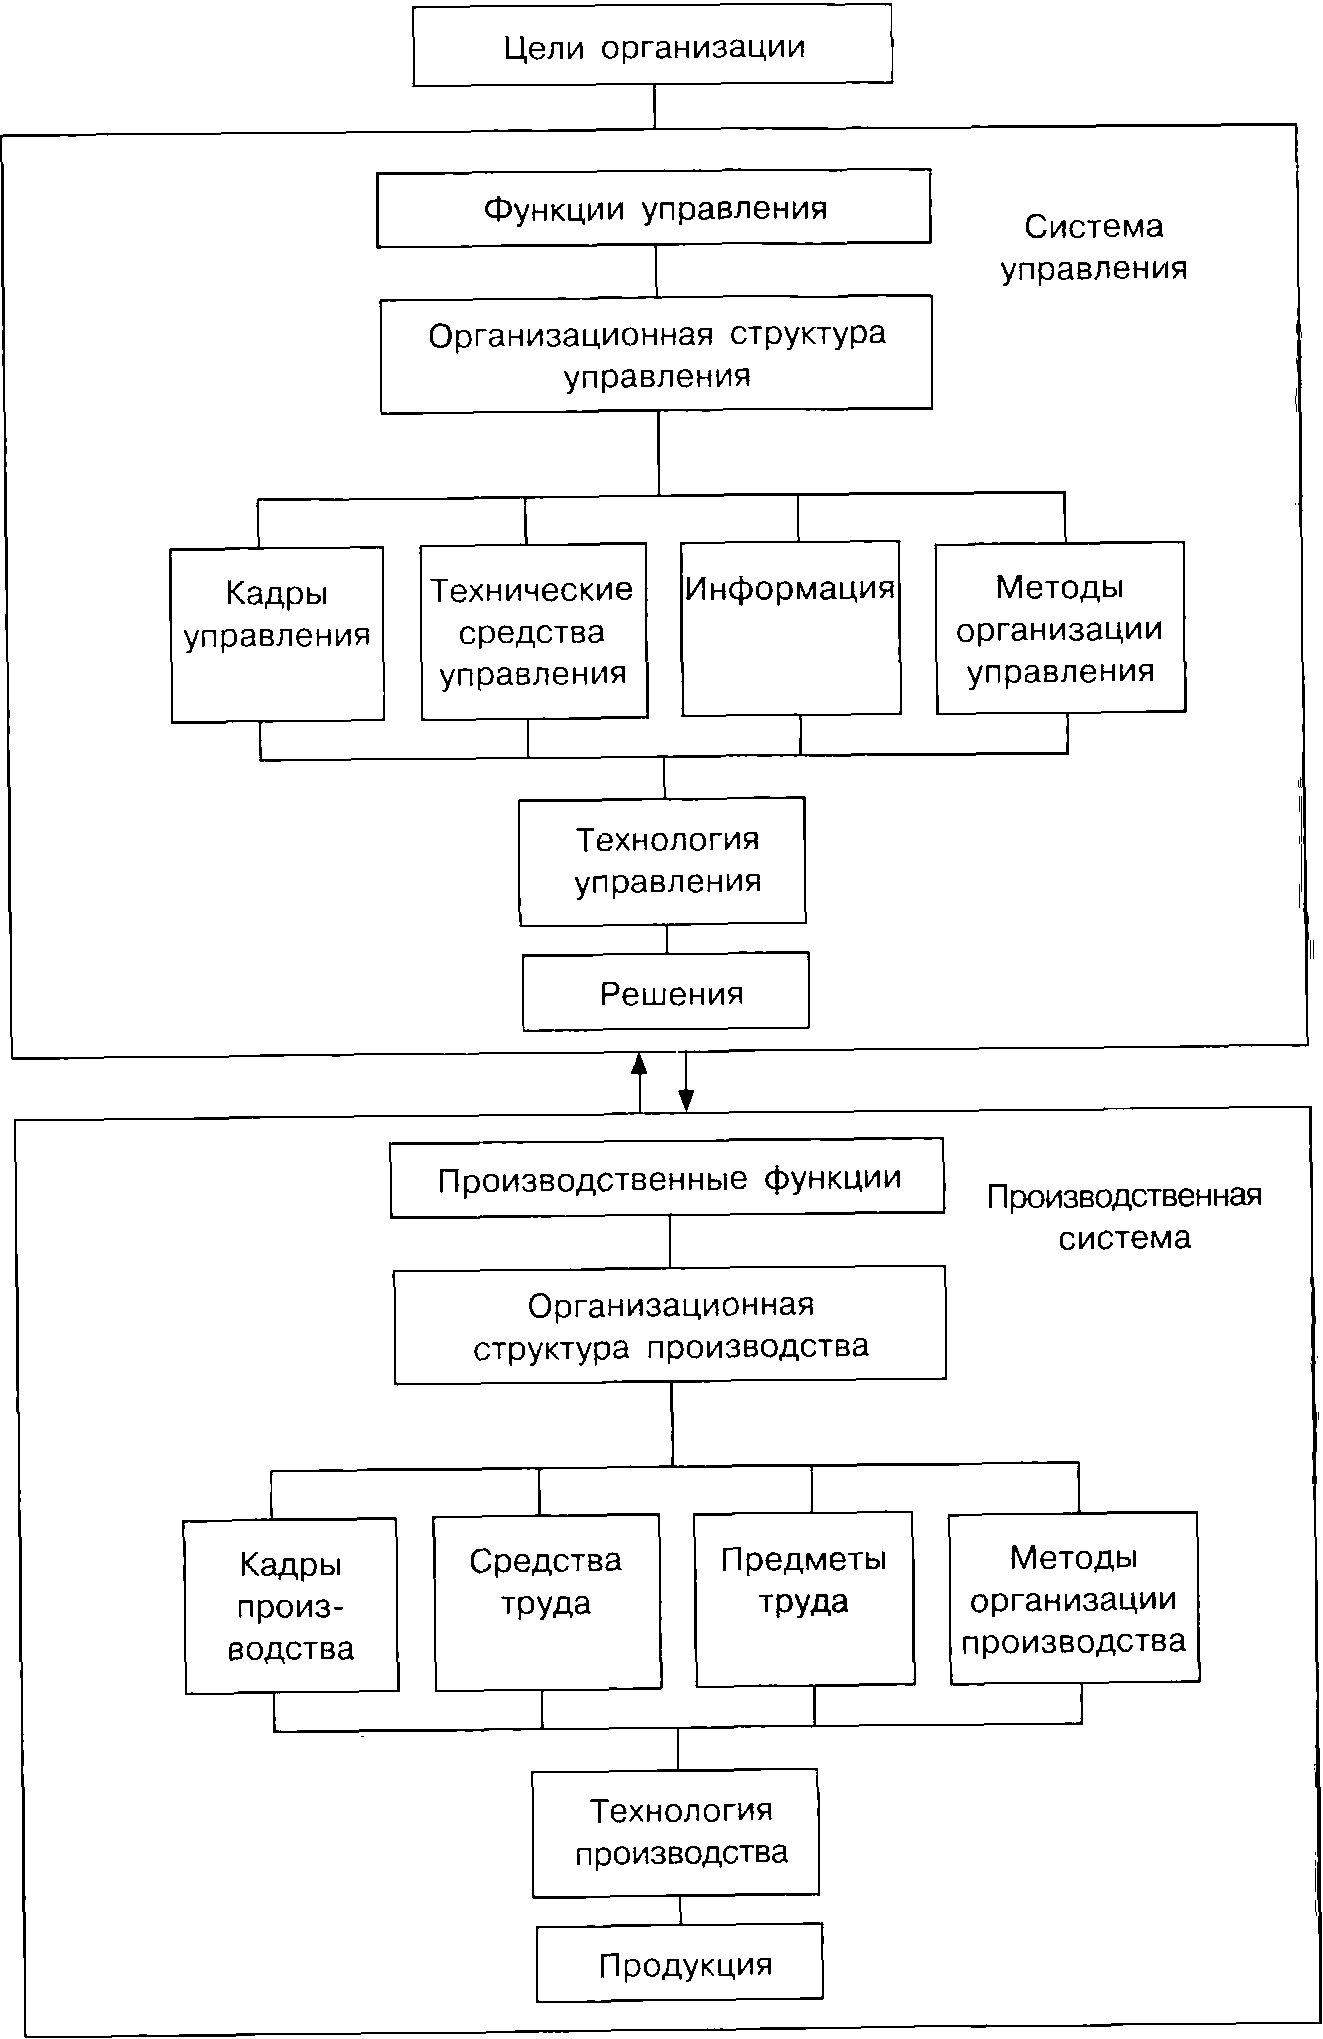 Цели организации
Функции управления
Система
управления
Организационная структура
управления
Кадры
управления
Технические
средства
управления
Информация
Методы
организации
управления
Технология
управления
Решения
Производственные функции
Производственная
система
Организационная
структура производства
Кадры
произ-
водства
Средства
труда
Предметы
труда
Методы
организации
производства
Технология
производства
Продукция